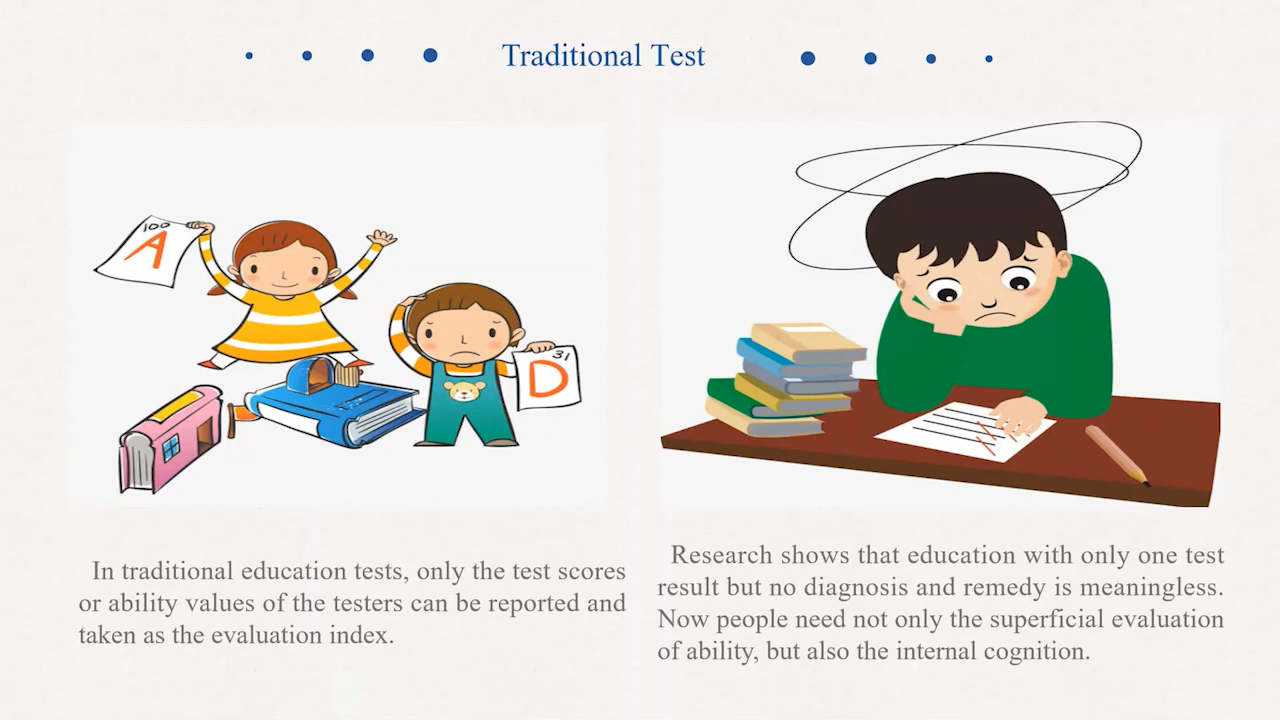 Traditional Test
100
A
31
D
In traditional education tests, only the test scores
or ability values of the testers can be reported and
taken as the evaluation index.
Research shows that education with only one test
result but no diagnosis and remedy is meaningless.
Now people need not only the superficial evaluation
of ability, but also the internal cognition.